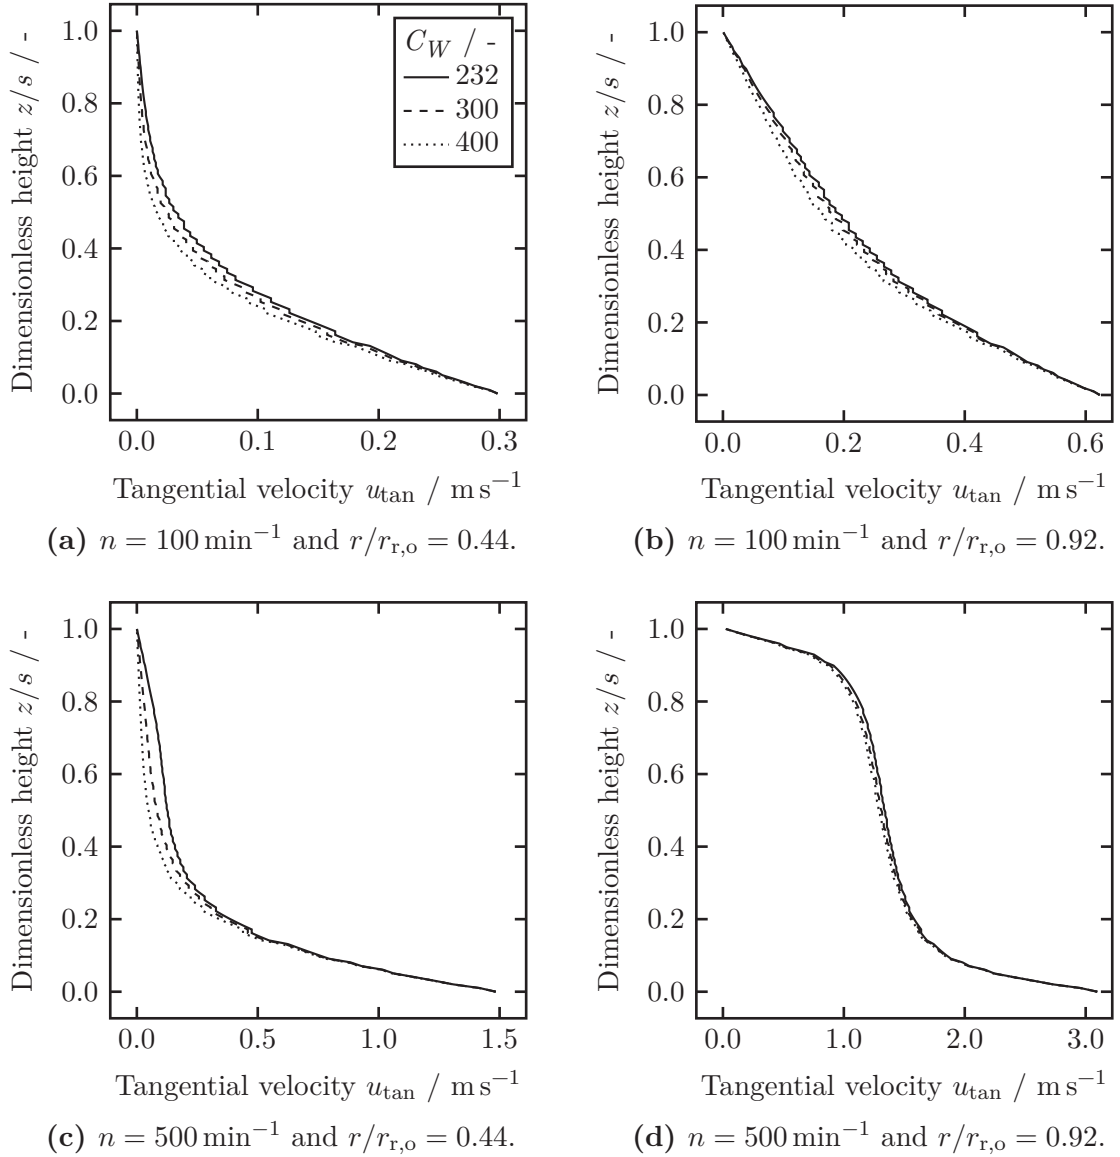 Dimensionless height z/s / -
1.0
0.8
0.6
0.4
0.2
0.0
C_W / -
232
300
400
0.0 0.1 0.2 0.3
Tangential velocity u_tan / m s⁻¹
(a) n = 100 min⁻¹ and r/r_r,o = 0.44.
Dimensionless height z/s / -
1.0
0.8
0.6
0.4
0.2
0.0
0.0 0.2 0.4 0.6
Tangential velocity u_tan / m s⁻¹
(b) n = 100 min⁻¹ and r/r_r,o = 0.92.
Dimensionless height z/s / -
1.0
0.8
0.6
0.4
0.2
0.0
0.0 0.5 1.0 1.5
Tangential velocity u_tan / m s⁻¹
(c) n = 500 min⁻¹ and r/r_r,o = 0.44.
Dimensionless height z/s / -
1.0
0.8
0.6
0.4
0.2
0.0
0.0 1.0 2.0 3.0
Tangential velocity u_tan / m s⁻¹
(d) n = 500 min⁻¹ and r/r_r,o = 0.92.